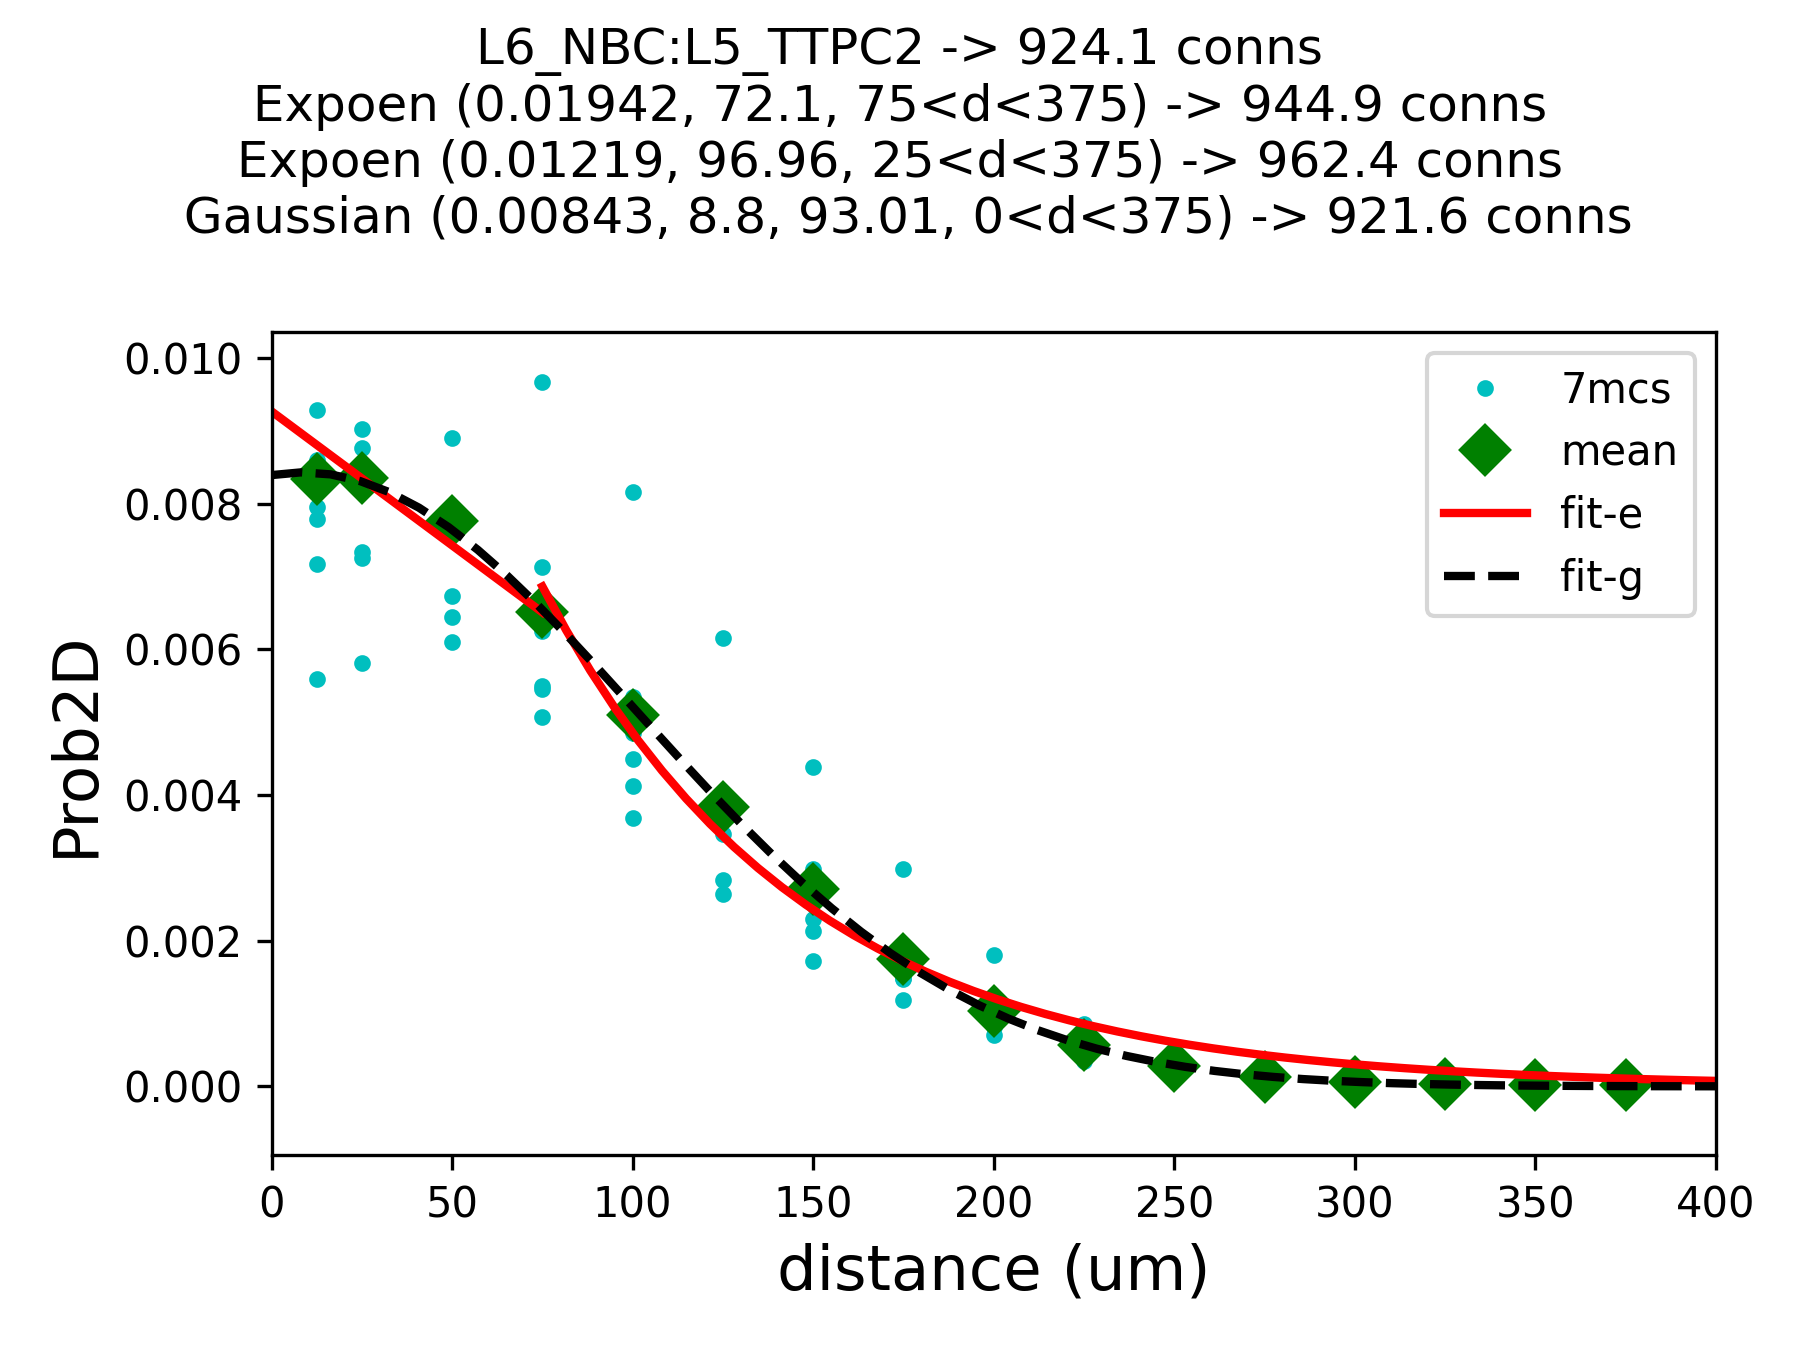 L6_NBC:L5_TTPC2 -> 924.1 conns
Expoen (0.01942, 72.1, 75<d<375) -> 944.9 conns
Expoen (0.01219, 96.96, 25<d<375) -> 962.4 conns
Gaussian (0.00843, 8.8, 93.01, 0<d<375) -> 921.6 conns
0.010
0.008
0.006
0.004
0.002
0.000
Prob2D
7mcs
mean
fit-e
fit-g
0 50 100 150 200 250 300 350 400
distance (um)